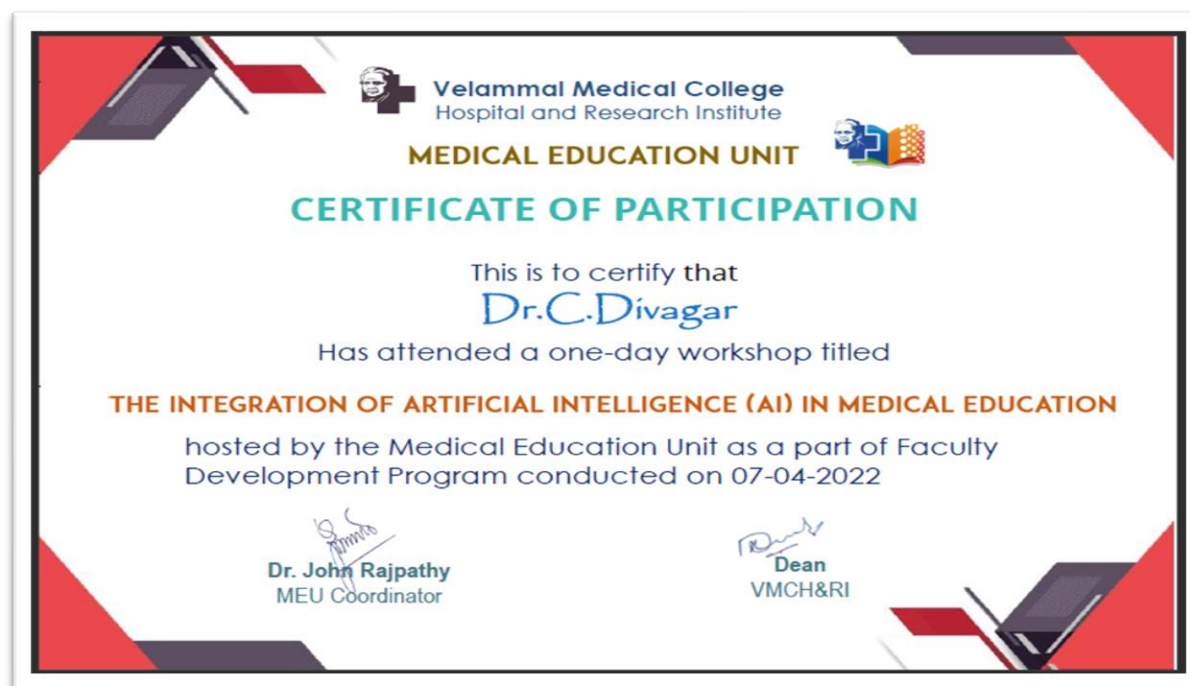 Velammal Medical College
Hospital and Research Institute
MEDICAL EDUCATION UNIT
CERTIFICATE OF PARTICIPATION
This is to certify that
Dr.C.Divagar
Has attended a one-day workshop titled
THE INTEGRATION OF ARTIFICIAL INTELLIGENCE (AI) IN MEDICAL EDUCATION
hosted by the Medical Education Unit as a part of Faculty
Development Program conducted on 07-04-2022
Dr. John Rajpathy
MEU Coordinator
Dean
VMCH&RI